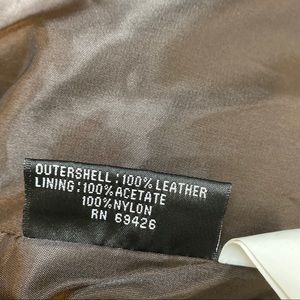 OUTERSHELL:100%LEATHER
LINING:100%ACETATE
100%NYLON
RN 69426